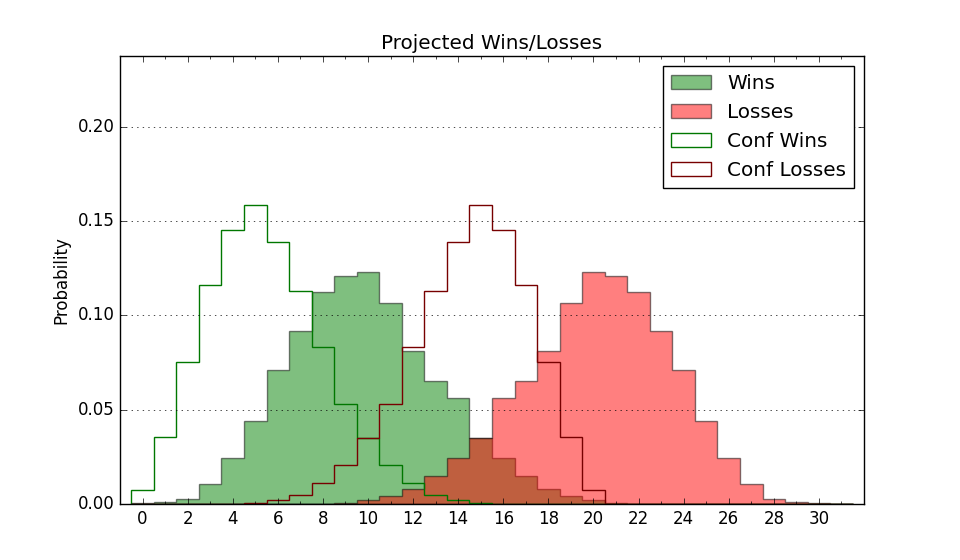 Projected Wins/Losses
Wins
Losses
Conf Wins
Conf Losses
Probability
0.20
0.15
0.10
0.05
0.00
0 2 4 6 8 10 12 14 16 18 20 22 24 26 28 30